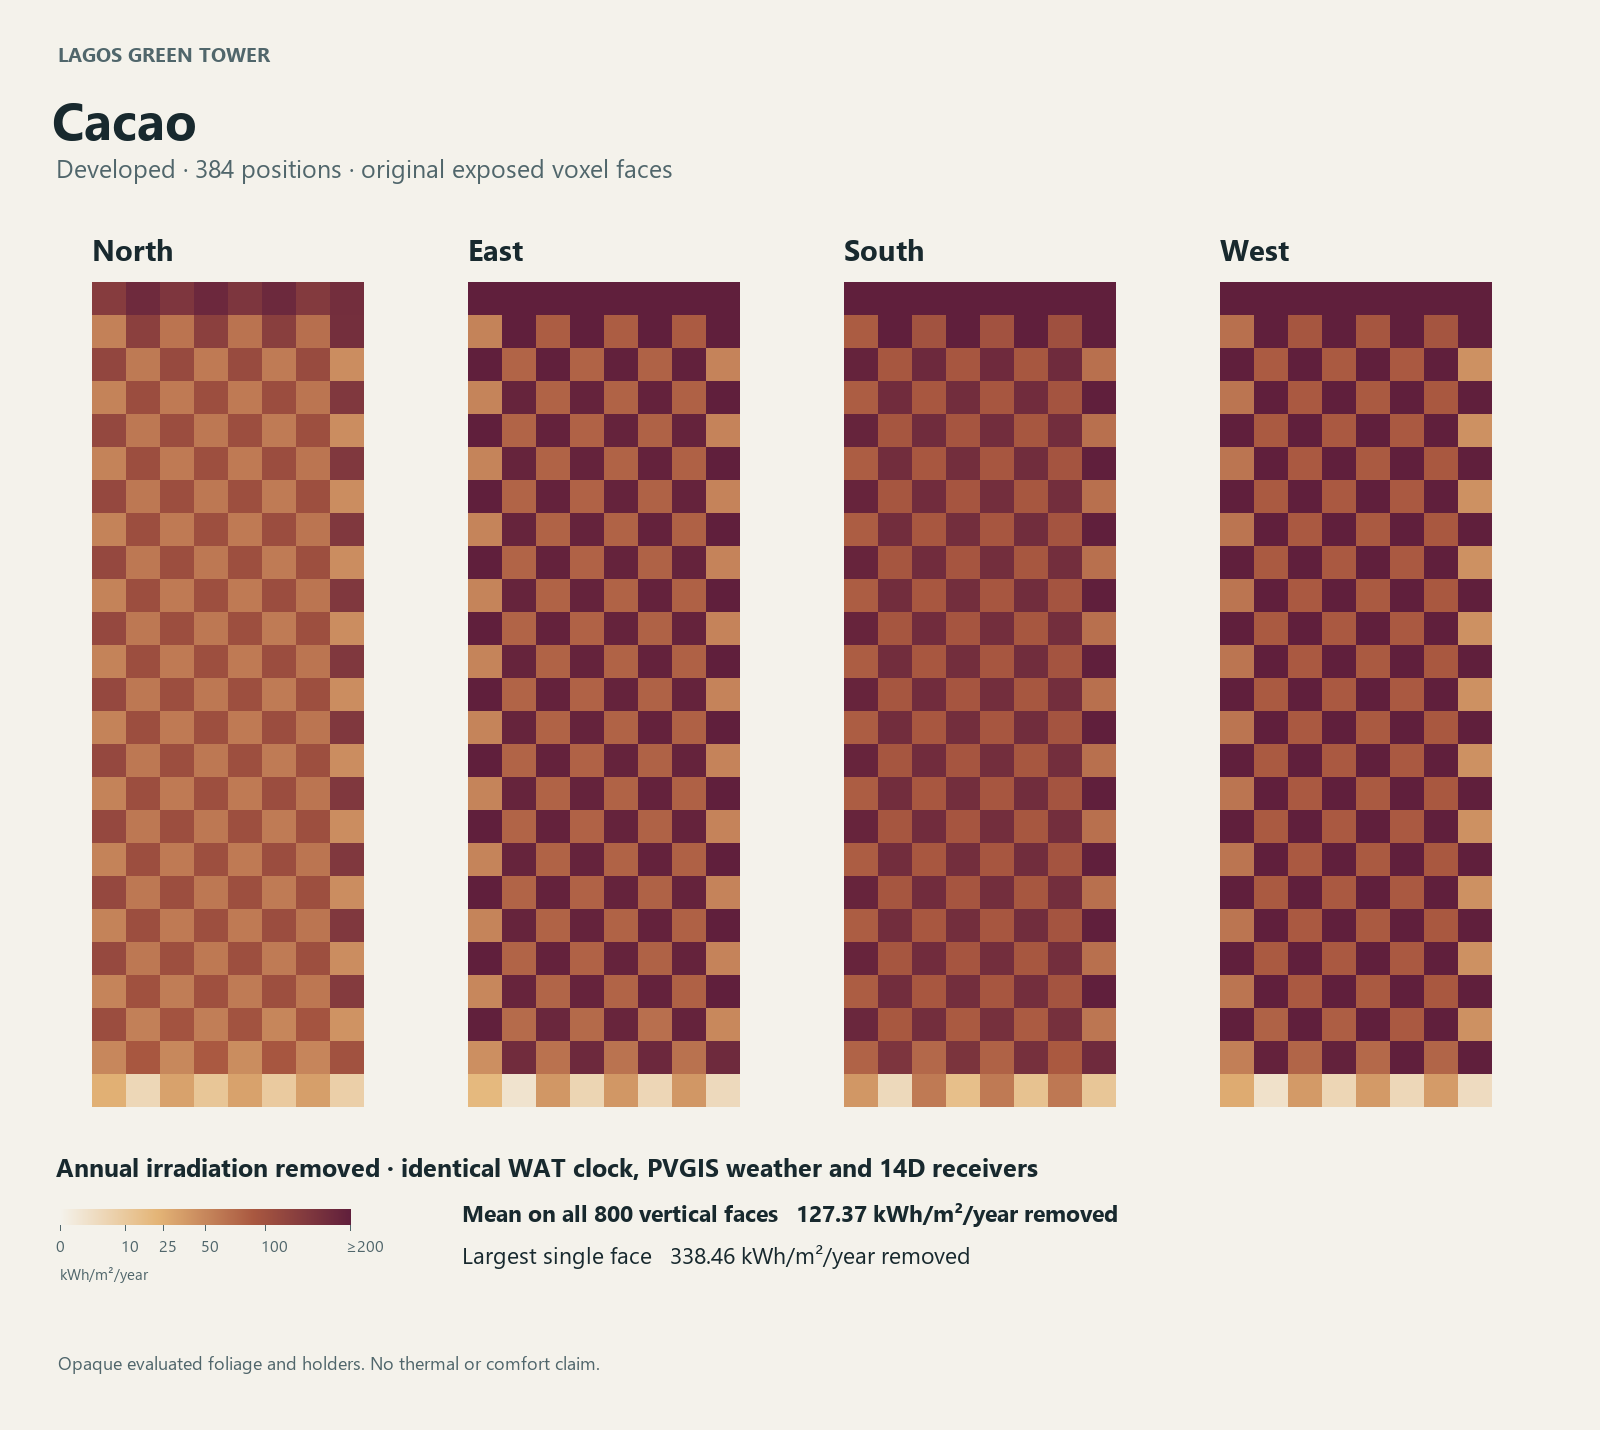 LAGOS GREEN TOWER
Cacao
Developed · 384 positions · original exposed voxel faces
North
East
South
West
Annual irradiation removed · identical WAT clock, PVGIS weather and 14D receivers
Mean on all 800 vertical faces 127.37 kWh/m²/year removed
0 10 25 50 100 ≥200
Largest single face 338.46 kWh/m²/year removed
kWh/m²/year
Opaque evaluated foliage and holders. No thermal or comfort claim.